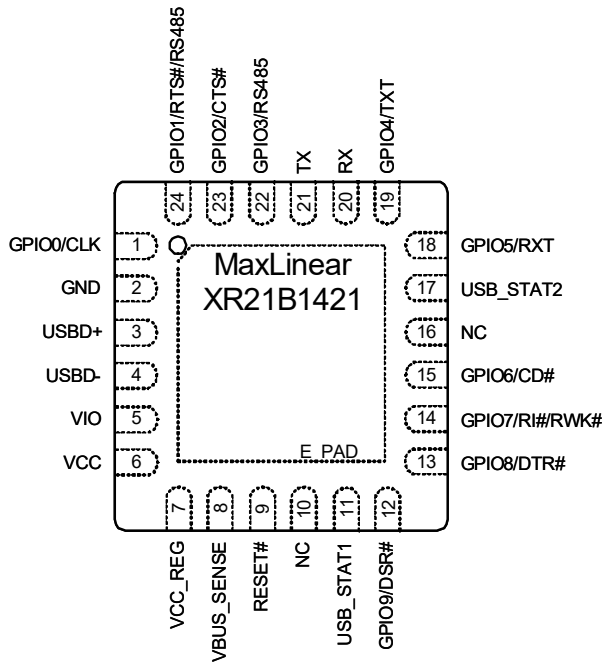 GPIO1/RTS#/RS485
GPIO2/CTS#
GPIO3/RS485
TX
RX
GPIO4/TXT
24
23
22
21
20
19
GPIO0/CLK 1
GND 2
USBD+ 3
USBD- 4
VIO 5
VCC 6
MaxLinear
XR21B1421
E_PAD
18 GPIO5/RXT
17 USB_STAT2
16 NC
15 GPIO6/CD#
14 GPIO7/RI#/RWK#
13 GPIO8/DTR#
7
8
9
10
11
12
VCC_REG
VBUS_SENSE
RESET#
NC
USB_STAT1
GPIO9/DSR#